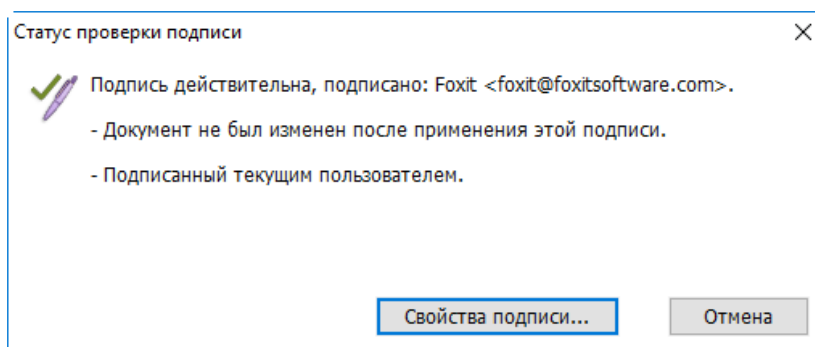 Статус проверки подписи
Подпись действительна, подписано: Foxit <foxit@foxitsoftware.com>.
- Документ не был изменен после применения этой подписи.
- Подписанный текущим пользователем.
Свойства подписи... Отмена